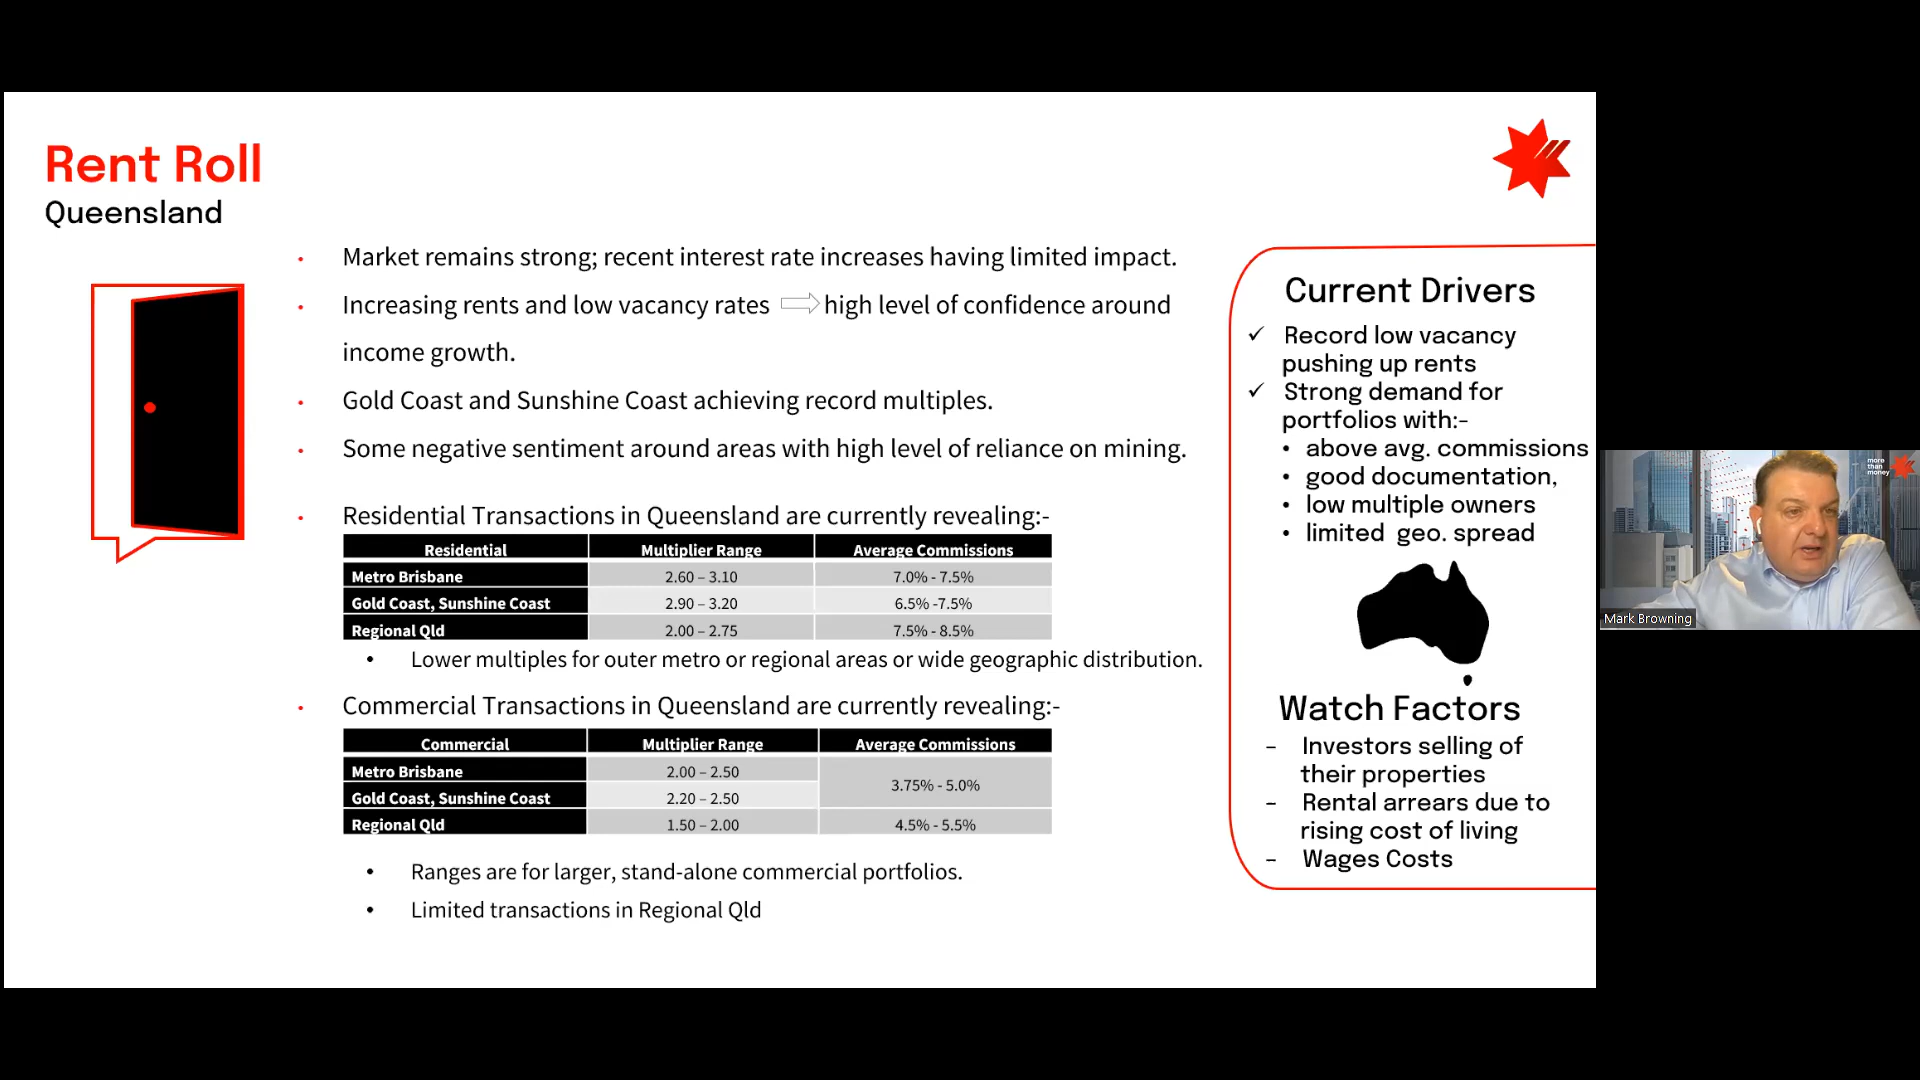 Rent Roll
Queensland
• Market remains strong; recent interest rate increases having limited impact.
• Increasing rents and low vacancy rates ⇨ high level of confidence around
income growth.
• Gold Coast and Sunshine Coast achieving record multiples.
• Some negative sentiment around areas with high level of reliance on mining.
• Residential Transactions in Queensland are currently revealing:-
Residential Multiplier Range Average Commissions
Metro Brisbane 2.60 – 3.10 7.0% - 7.5%
Gold Coast, Sunshine Coast 2.90 – 3.20 6.5% -7.5%
Regional Qld 2.00 – 2.75 7.5% - 8.5%
• Lower multiples for outer metro or regional areas or wide geographic distribution.
• Commercial Transactions in Queensland are currently revealing:-
Commercial Multiplier Range Average Commissions
Metro Brisbane 2.00 – 2.50
3.75% - 5.0%
Gold Coast, Sunshine Coast 2.20 – 2.50
Regional Qld 1.50 – 2.00 4.5% - 5.5%
• Ranges are for larger, stand-alone commercial portfolios.
• Limited transactions in Regional Qld
Current Drivers
✓ Record low vacancy
pushing up rents
✓ Strong demand for
portfolios with:-
• above avg. commissions
• good documentation,
• low multiple owners
• limited geo. spread
Watch Factors
– Investors selling of
their properties
– Rental arrears due to
rising cost of living
– Wages Costs
more
than
money
Mark Browning